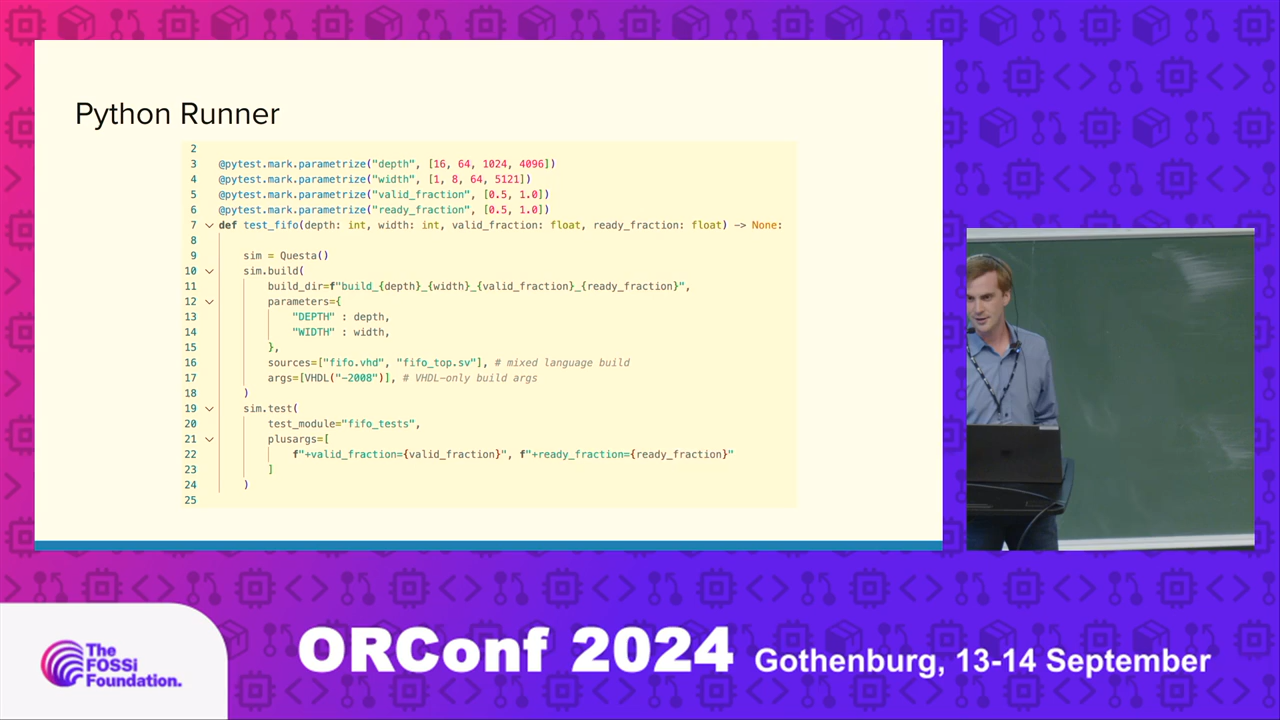 Python Runner
2
3 @pytest.mark.parametrize("depth", [16, 64, 1024, 4096])
4 @pytest.mark.parametrize("width", [1, 8, 64, 5121])
5 @pytest.mark.parametrize("valid_fraction", [0.5, 1.0])
6 @pytest.mark.parametrize("ready_fraction", [0.5, 1.0])
7 def test_fifo(depth: int, width: int, valid_fraction: float, ready_fraction: float) -> None:
8
9 sim = Questa()
10 sim.build(
11 build_dir=f"build_{depth}_{width}_{valid_fraction}_{ready_fraction}",
12 parameters={
13 "DEPTH" : depth,
14 "WIDTH" : width,
15 },
16 sources=["fifo.vhd", "fifo_top.sv"], # mixed language build
17 args=[VHDL("-2008")], # VHDL-only build args
18 )
19 sim.test(
20 test_module="fifo_tests",
21 plusargs=[
22 f"+valid_fraction={valid_fraction}", f"+ready_fraction={ready_fraction}"
23 ]
24 )
25
The
FOSSi
Foundation.
ORConf 2024 Gothenburg, 13-14 September